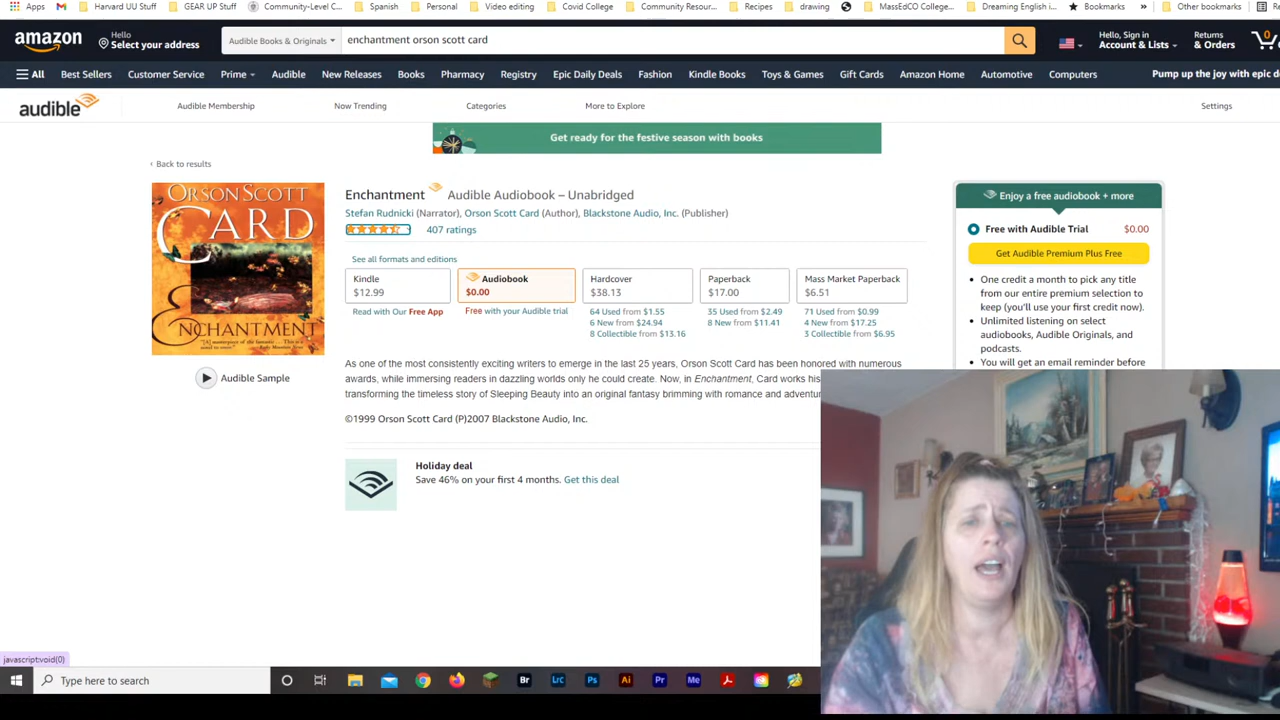 Apps
Harvard UU Stuff
GEAR UP Stuff
Community-Level C...
Spanish
Personal
Video editing
Covid College
Community Resour...
Recipes
drawing
MassEdCO College...
Dreaming English i...
Bookmarks
»
Other bookmarks
amazon
Hello
Select your address
Audible Books & Originals
enchantment orson scott card
Hello, Sign in
Account & Lists
Returns
& Orders
0
All
Best Sellers
Customer Service
Prime
Audible
New Releases
Books
Pharmacy
Registry
Epic Daily Deals
Fashion
Kindle Books
Toys & Games
Gift Cards
Amazon Home
Automotive
Computers
Pump up the joy with epic de
audible
Audible Membership
Now Trending
Categories
More to Explore
Settings
Get ready for the festive season with books
‹ Back to results
ORSON SCOTT
CARD
ENCHANTMENT
Audible Sample
Enchantment Audible Audiobook – Unabridged
Stefan Rudnicki (Narrator), Orson Scott Card (Author), Blackstone Audio, Inc. (Publisher)
407 ratings
See all formats and editions
Kindle
$12.99
Read with Our Free App
Audiobook
$0.00
Free with your Audible trial
Hardcover
$38.13
64 Used from $1.55
6 New from $24.94
8 Collectible from $13.16
Paperback
$17.00
35 Used from $2.49
8 New from $11.41
Mass Market Paperback
$6.51
71 Used from $0.99
4 New from $17.25
3 Collectible from $6.95
As one of the most consistently exciting writers to emerge in the last 25 years, Orson Scott Card has been honored with numerous
awards, while immersing readers in dazzling worlds only he could create. Now, in Enchantment, Card works his
transforming the timeless story of Sleeping Beauty into an original fantasy brimming with romance and adventu
©1999 Orson Scott Card (P)2007 Blackstone Audio, Inc.
Holiday deal
Save 46% on your first 4 months. Get this deal
Enjoy a free audiobook + more
Free with Audible Trial $0.00
Get Audible Premium Plus Free
One credit a month to pick any title
from our entire premium selection to
keep (you'll use your first credit now).
Unlimited listening on select
audiobooks, Audible Originals, and
podcasts.
You will get an email reminder before
javascript:void(0)
Type here to search
Br
Lrc
Ps
Ai
Pr
Me